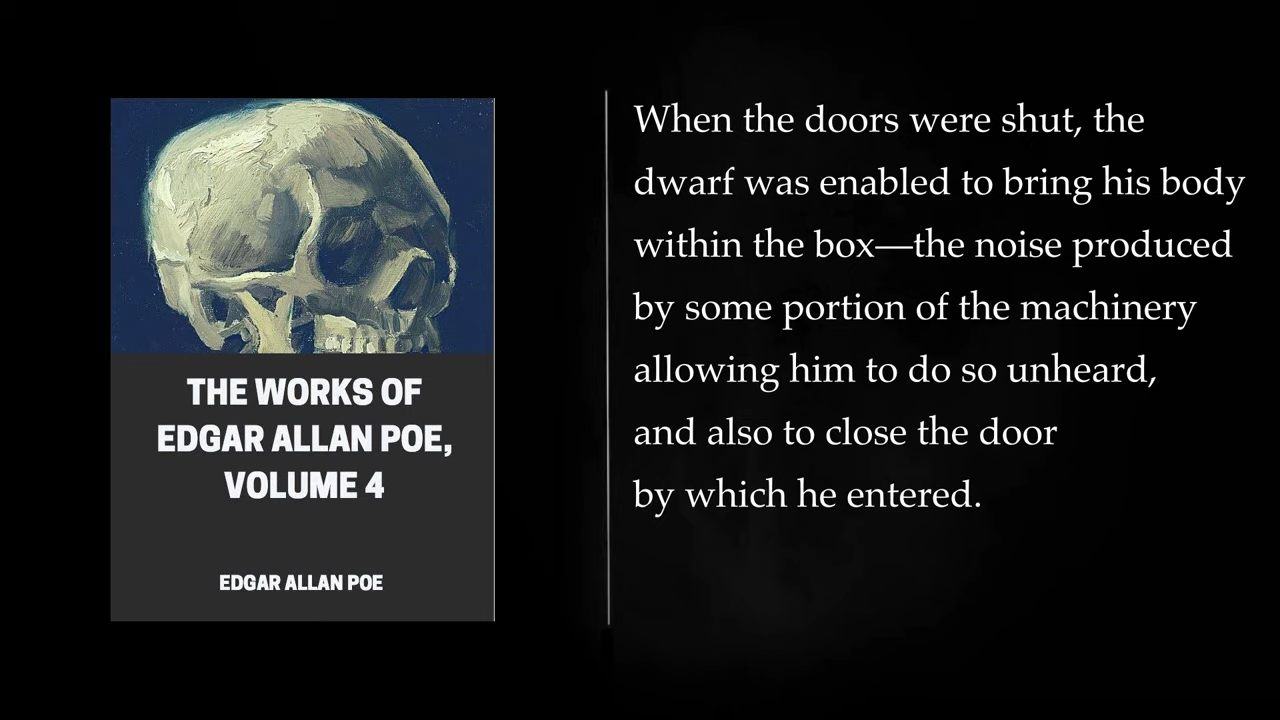 THE WORKS OF
EDGAR ALLAN POE,
VOLUME 4
EDGAR ALLAN POE
When the doors were shut, the
dwarf was enabled to bring his body
within the box—the noise produced
by some portion of the machinery
allowing him to do so unheard,
and also to close the door
by which he entered.